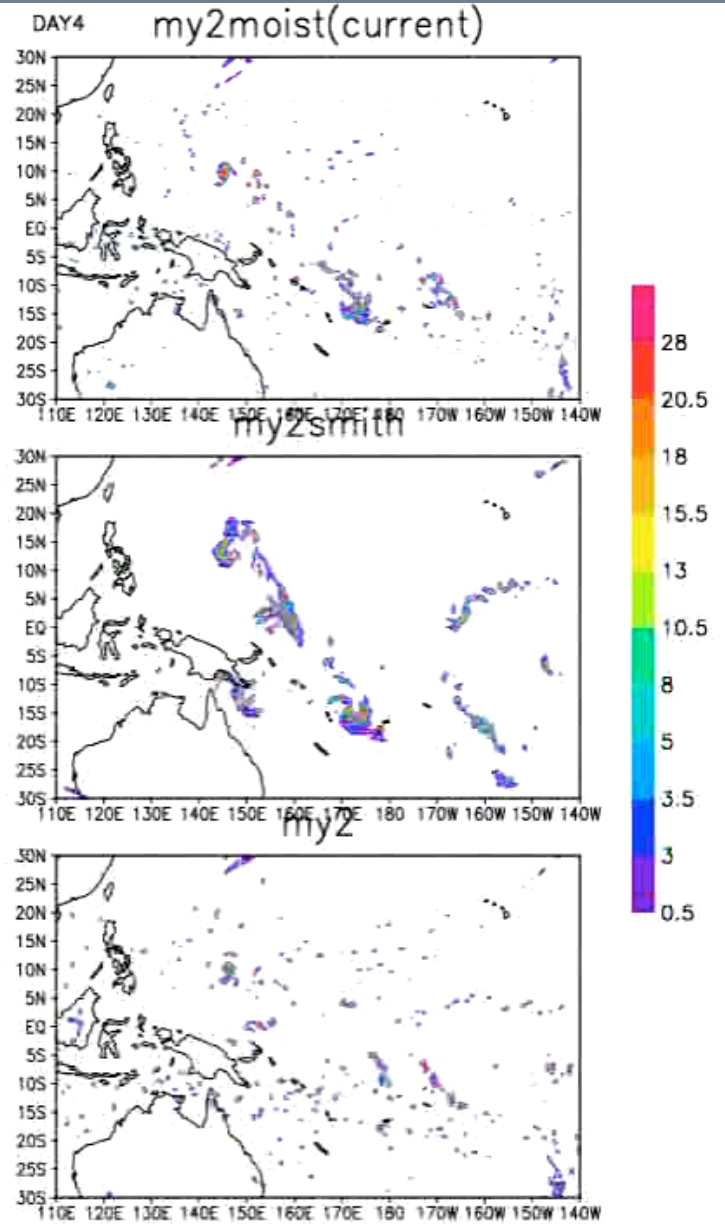 DAY4 my2moist(current)
30N
25N
20N
15N
10N
5N
EQ
5S
10S
15S
20S
25S
30S
110E 120E 130E 140E 150E 160E 170E 180 170W 160W 150W 140W
my2smith
30N
25N
20N
15N
10N
5N
EQ
5S
10S
15S
20S
25S
30S
110E 120E 130E 140E 150E 160E 170E 180 170W 160W 150W 140W
my2
30N
25N
20N
15N
10N
5N
EQ
5S
10S
15S
20S
25S
30S
110E 120E 130E 140E 150E 160E 170E 180 170W 160W 150W 140W
28
20.5
18
15.5
13
10.5
8
5
3.5
3
0.5